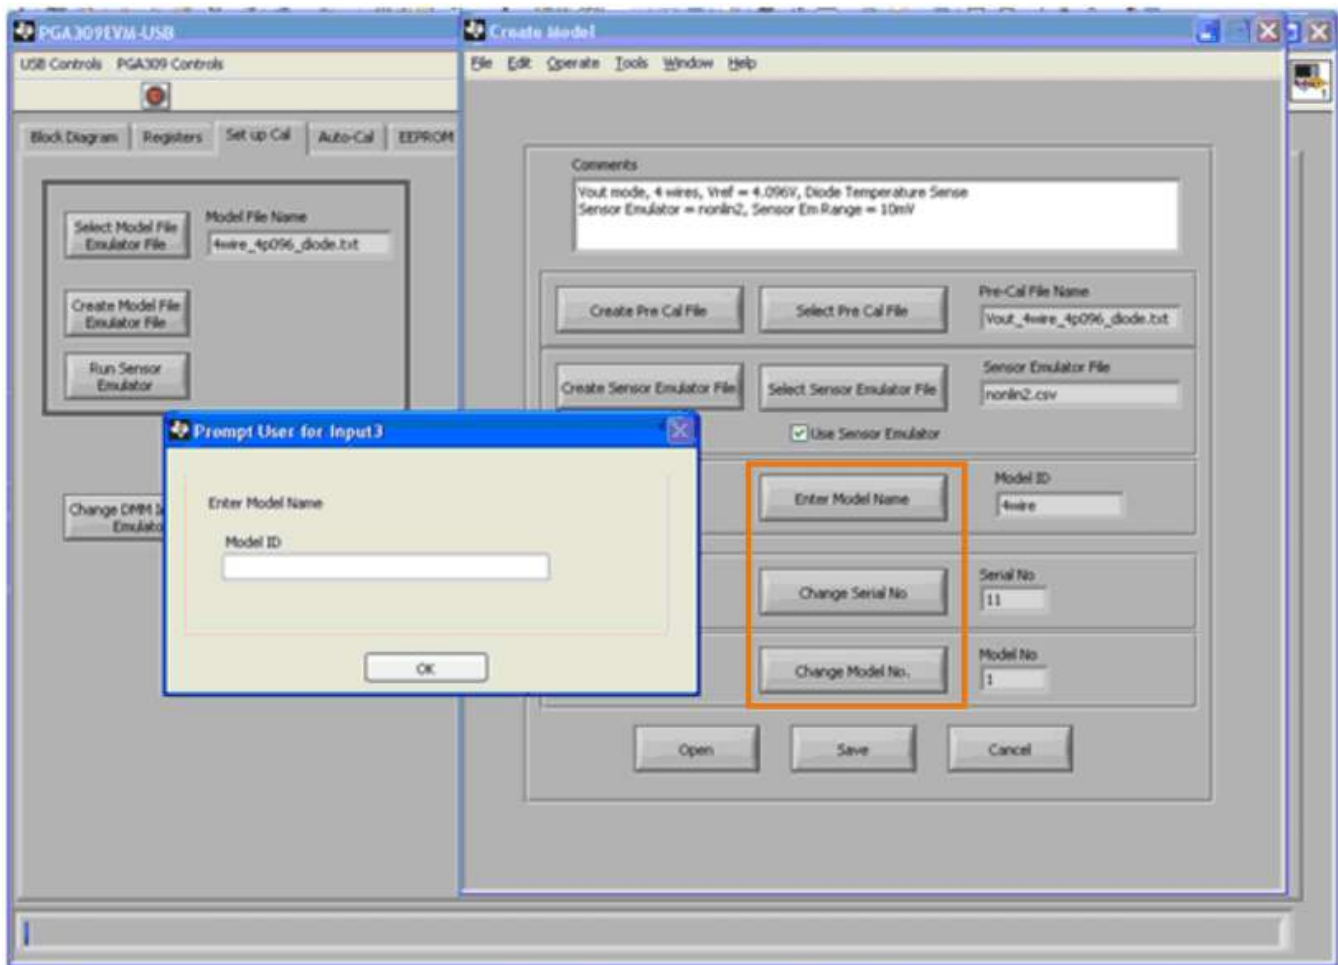 PGA309EVM-USB
USB Controls PGA309 Controls
Block Diagram
Registers
Set up Cal
Auto-Cal
EEPROM
Select Model File
Emulator File
Model File Name
4wire_4p096_diode.txt
Create Model File
Emulator File
Run Sensor
Emulator
Change DMM
Create Model
File Edit Operate Tools Window Help
Comments
Vout mode, 4 wires, Vref = 4.096V, Diode Temperature Sense
Sensor Emulator = nonlin2, Sensor Em Range = 10mV
Create Pre Cal File
Select Pre Cal File
Pre-Cal File Name
Vout_4wire_4p096_diode.txt
Create Sensor Emulator File
Select Sensor Emulator File
Sensor Emulator File
nonlin2.csv
Use Sensor Emulator
Enter Model Name
Model ID
4wire
Change Serial No
Serial No
11
Change Model No.
Model No
1
Open
Save
Cancel
Prompt User for Input3
Enter Model Name
Model ID
OK